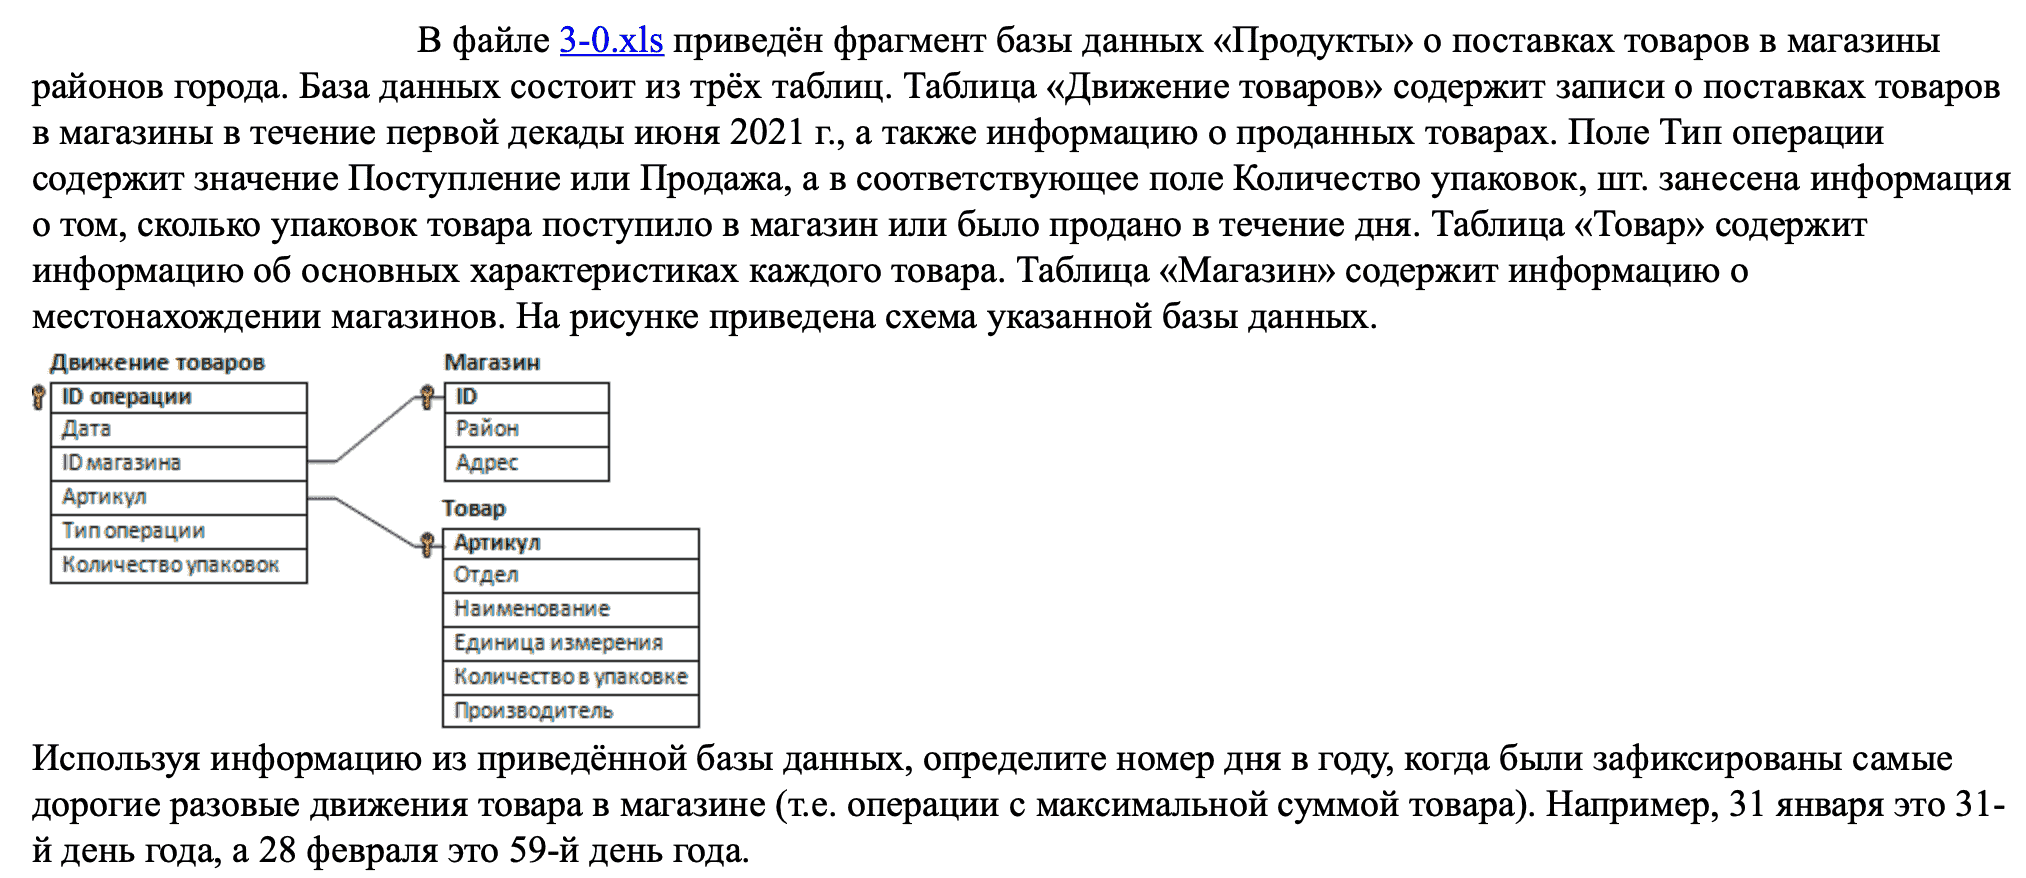 В файле 3-0.xls приведён фрагмент базы данных «Продукты» о поставках товаров в магазины
районов города. База данных состоит из трёх таблиц. Таблица «Движение товаров» содержит записи о поставках товаров
в магазины в течение первой декады июня 2021 г., а также информацию о проданных товарах. Поле Тип операции
содержит значение Поступление или Продажа, а в соответствующее поле Количество упаковок, шт. занесена информация
о том, сколько упаковок товара поступило в магазин или было продано в течение дня. Таблица «Товар» содержит
информацию об основных характеристиках каждого товара. Таблица «Магазин» содержит информацию о
местонахождении магазинов. На рисунке приведена схема указанной базы данных.
Движение товаров
ID операции
Дата
ID магазина
Артикул
Тип операции
Количество упаковок
Магазин
ID
Район
Адрес
Товар
Артикул
Отдел
Наименование
Единица измерения
Количество в упаковке
Производитель
Используя информацию из приведённой базы данных, определите номер дня в году, когда были зафиксированы самые
дорогие разовые движения товара в магазине (т.е. операции с максимальной суммой товара). Например, 31 января это 31-
й день года, а 28 февраля это 59-й день года.